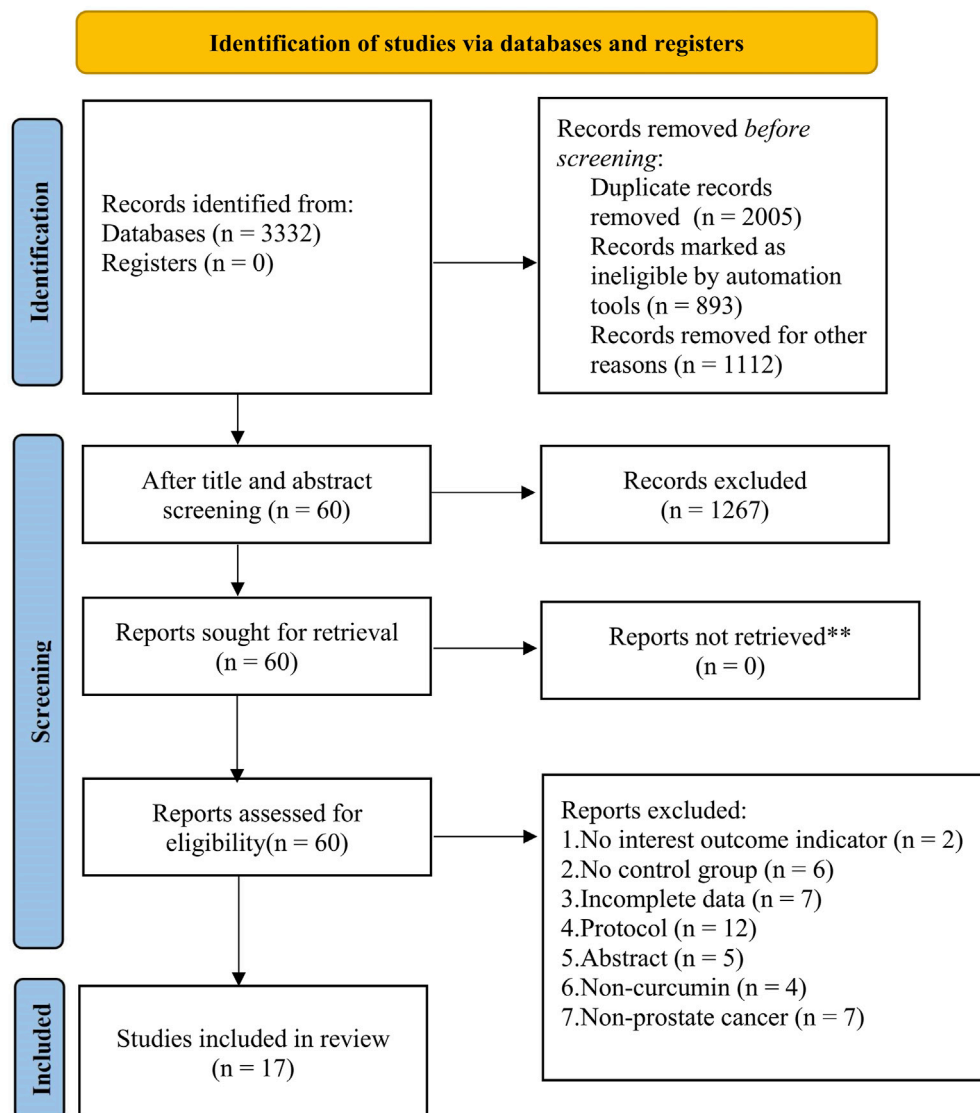 Identification of studies via databases and registers
Identification
Records identified from:
Databases (n = 3332)
Registers (n = 0)
Records removed before
screening:
Duplicate records
removed (n = 2005)
Records marked as
ineligible by automation
tools (n = 893)
Records removed for other
reasons (n = 1112)
Screening
After title and abstract
screening (n = 60)
Records excluded
(n = 1267)
Reports sought for retrieval
(n = 60)
Reports not retrieved**
(n = 0)
Reports assessed for
eligibility(n = 60)
Reports excluded:
1.No interest outcome indicator (n = 2)
2.No control group (n = 6)
3.Incomplete data (n = 7)
4.Protocol (n = 12)
5.Abstract (n = 5)
6.Non-curcumin (n = 4)
7.Non-prostate cancer (n = 7)
Included
Studies included in review
(n = 17)